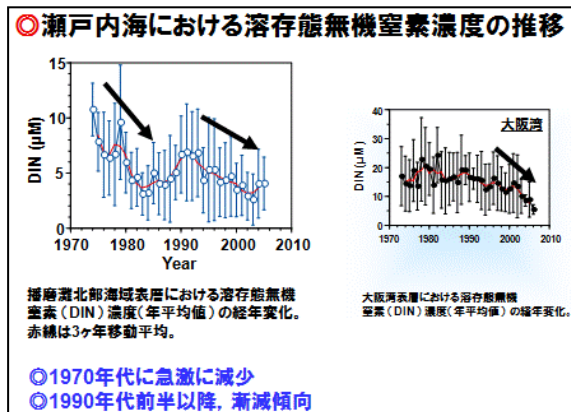 ◎瀬戸内海における溶存態無機窒素濃度の推移
15
10
5
0
DIN (μM)
1970 1980 1990 2000 2010
Year
40
30
20
10
0
DIN (μM)
大阪湾
1970 1980 1990 2000 2010
播磨灘北部海域表層における溶存態無機
窒素(DIN)濃度(年平均値)の経年変化。
赤線は3ヶ年移動平均。
大阪湾表層における溶存態無機
窒素(DIN)濃度(年平均値)の経年変化。
◎1970年代に急激に減少
◎1990年代前半以降,漸減傾向